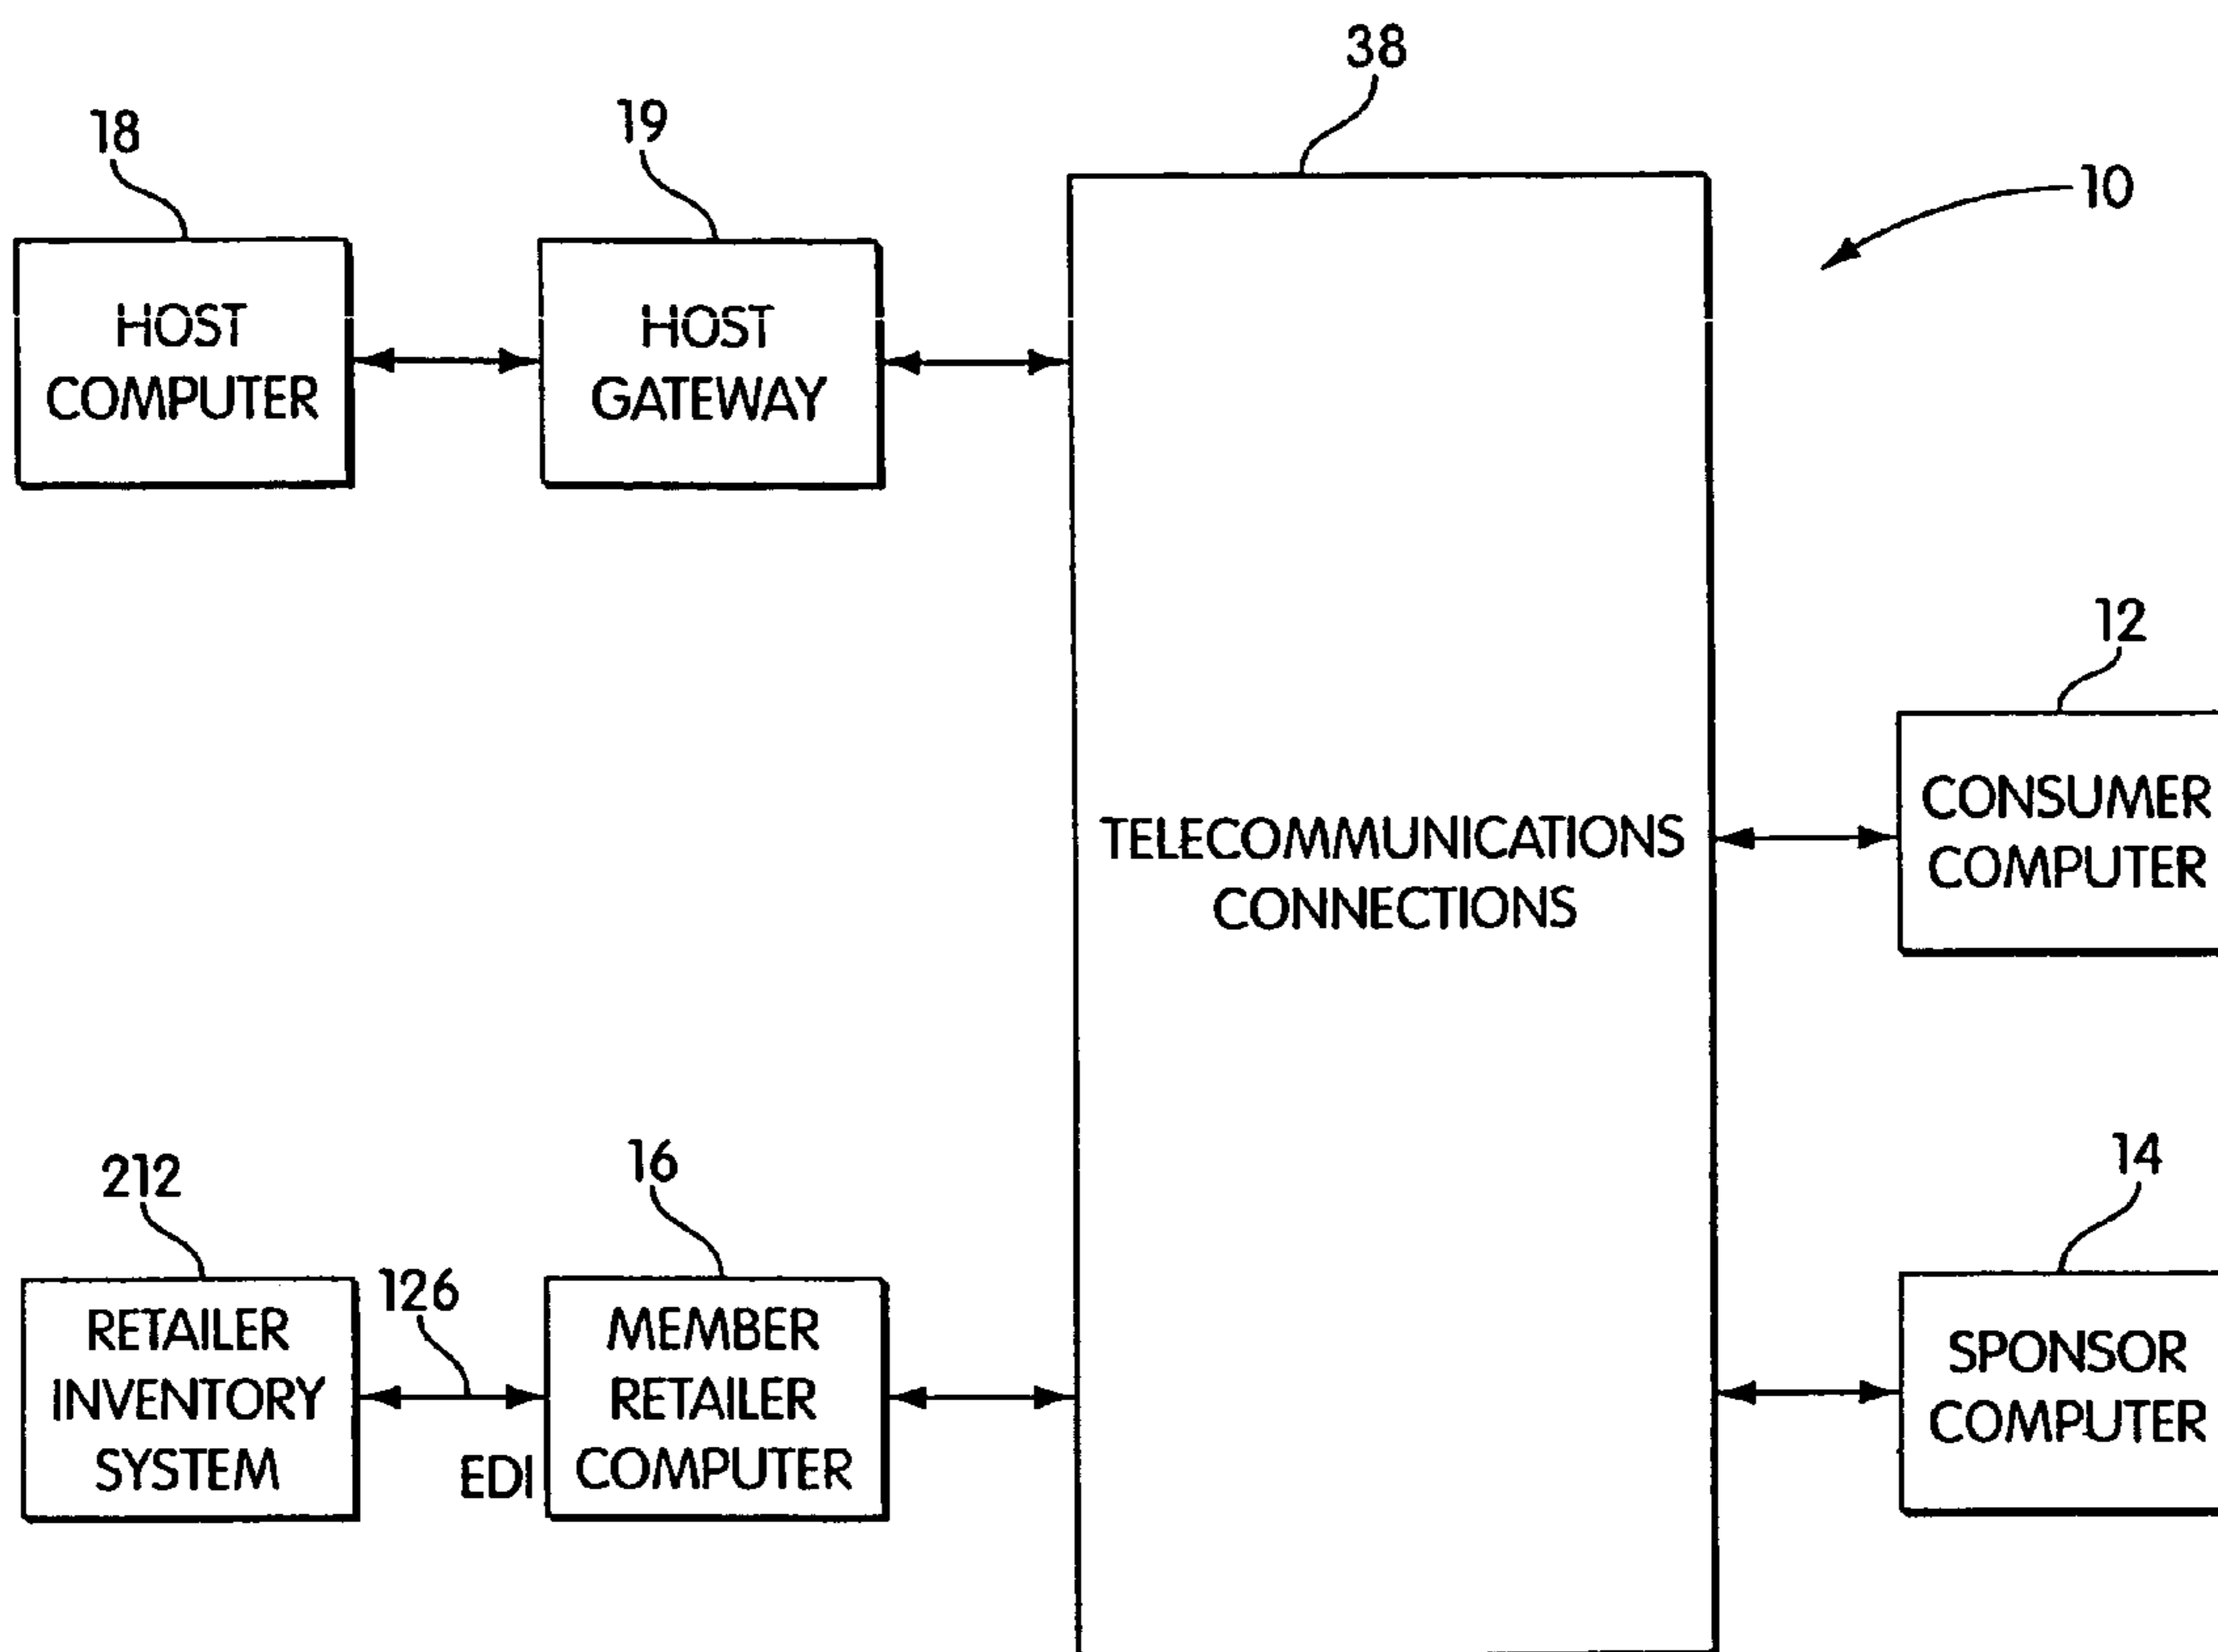 38
18
19
10
HOST
COMPUTER
HOST
GATEWAY
12
CONSUMER
COMPUTER
TELECOMMUNICATIONS
CONNECTIONS
212
16
14
126
RETAILER
INVENTORY
SYSTEM
EDI
MEMBER
RETAILER
COMPUTER
SPONSOR
COMPUTER